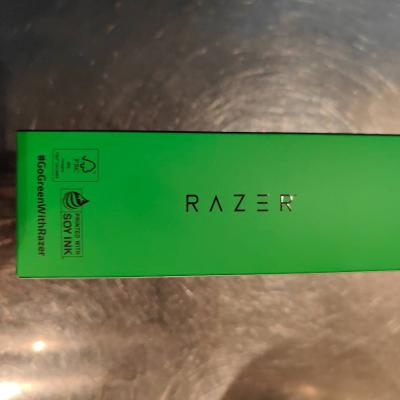 RAZER
#GoGreenWithRazer
FSC
PRINTED WITH
SOY INK